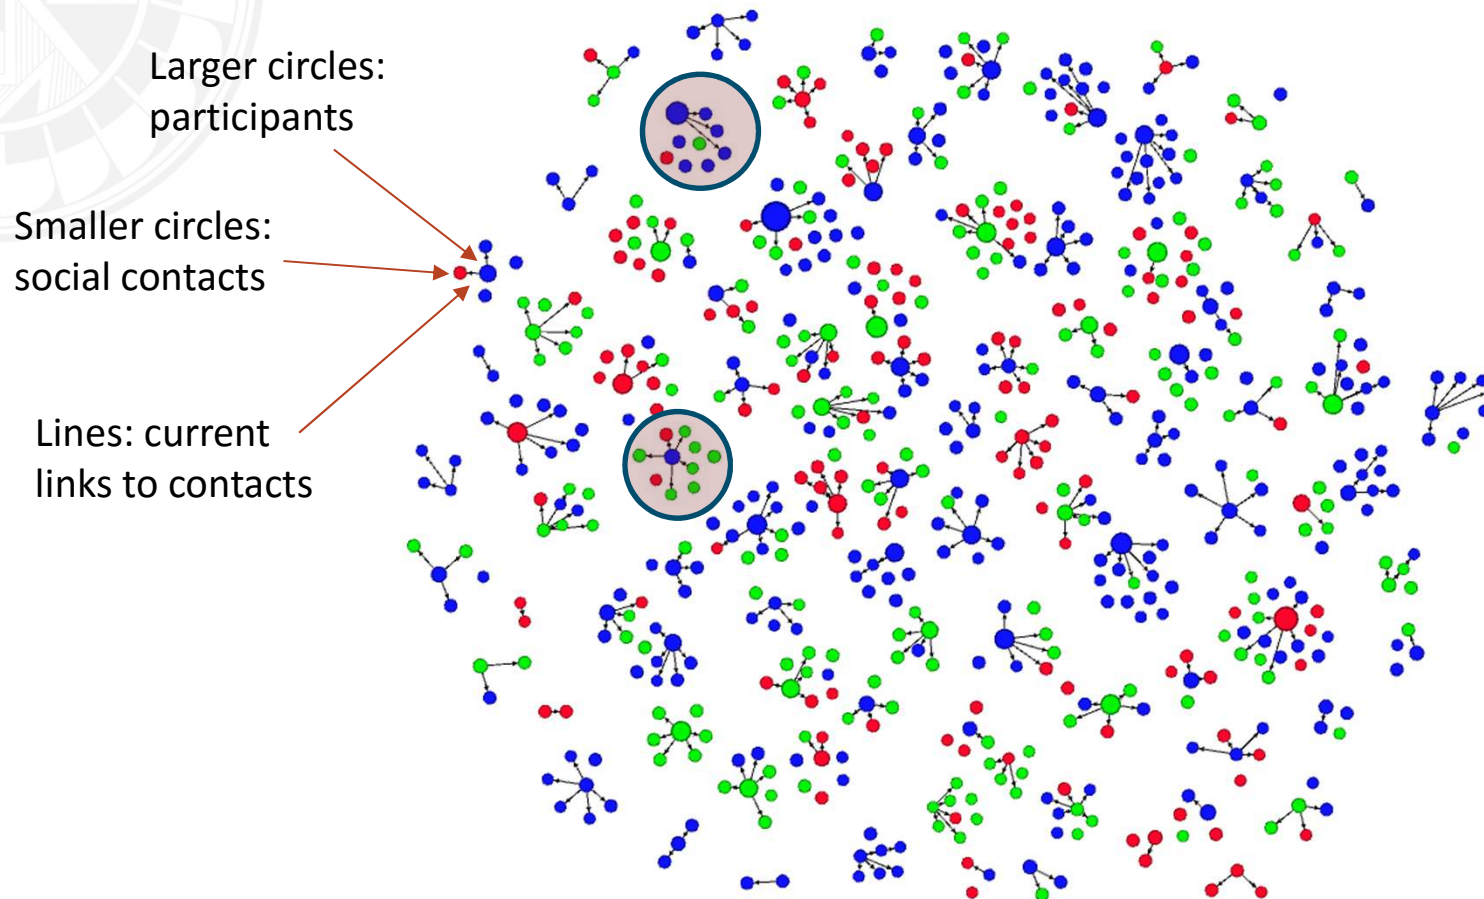 Larger circles:
participants
Smaller circles:
social contacts
Lines: current
links to contacts